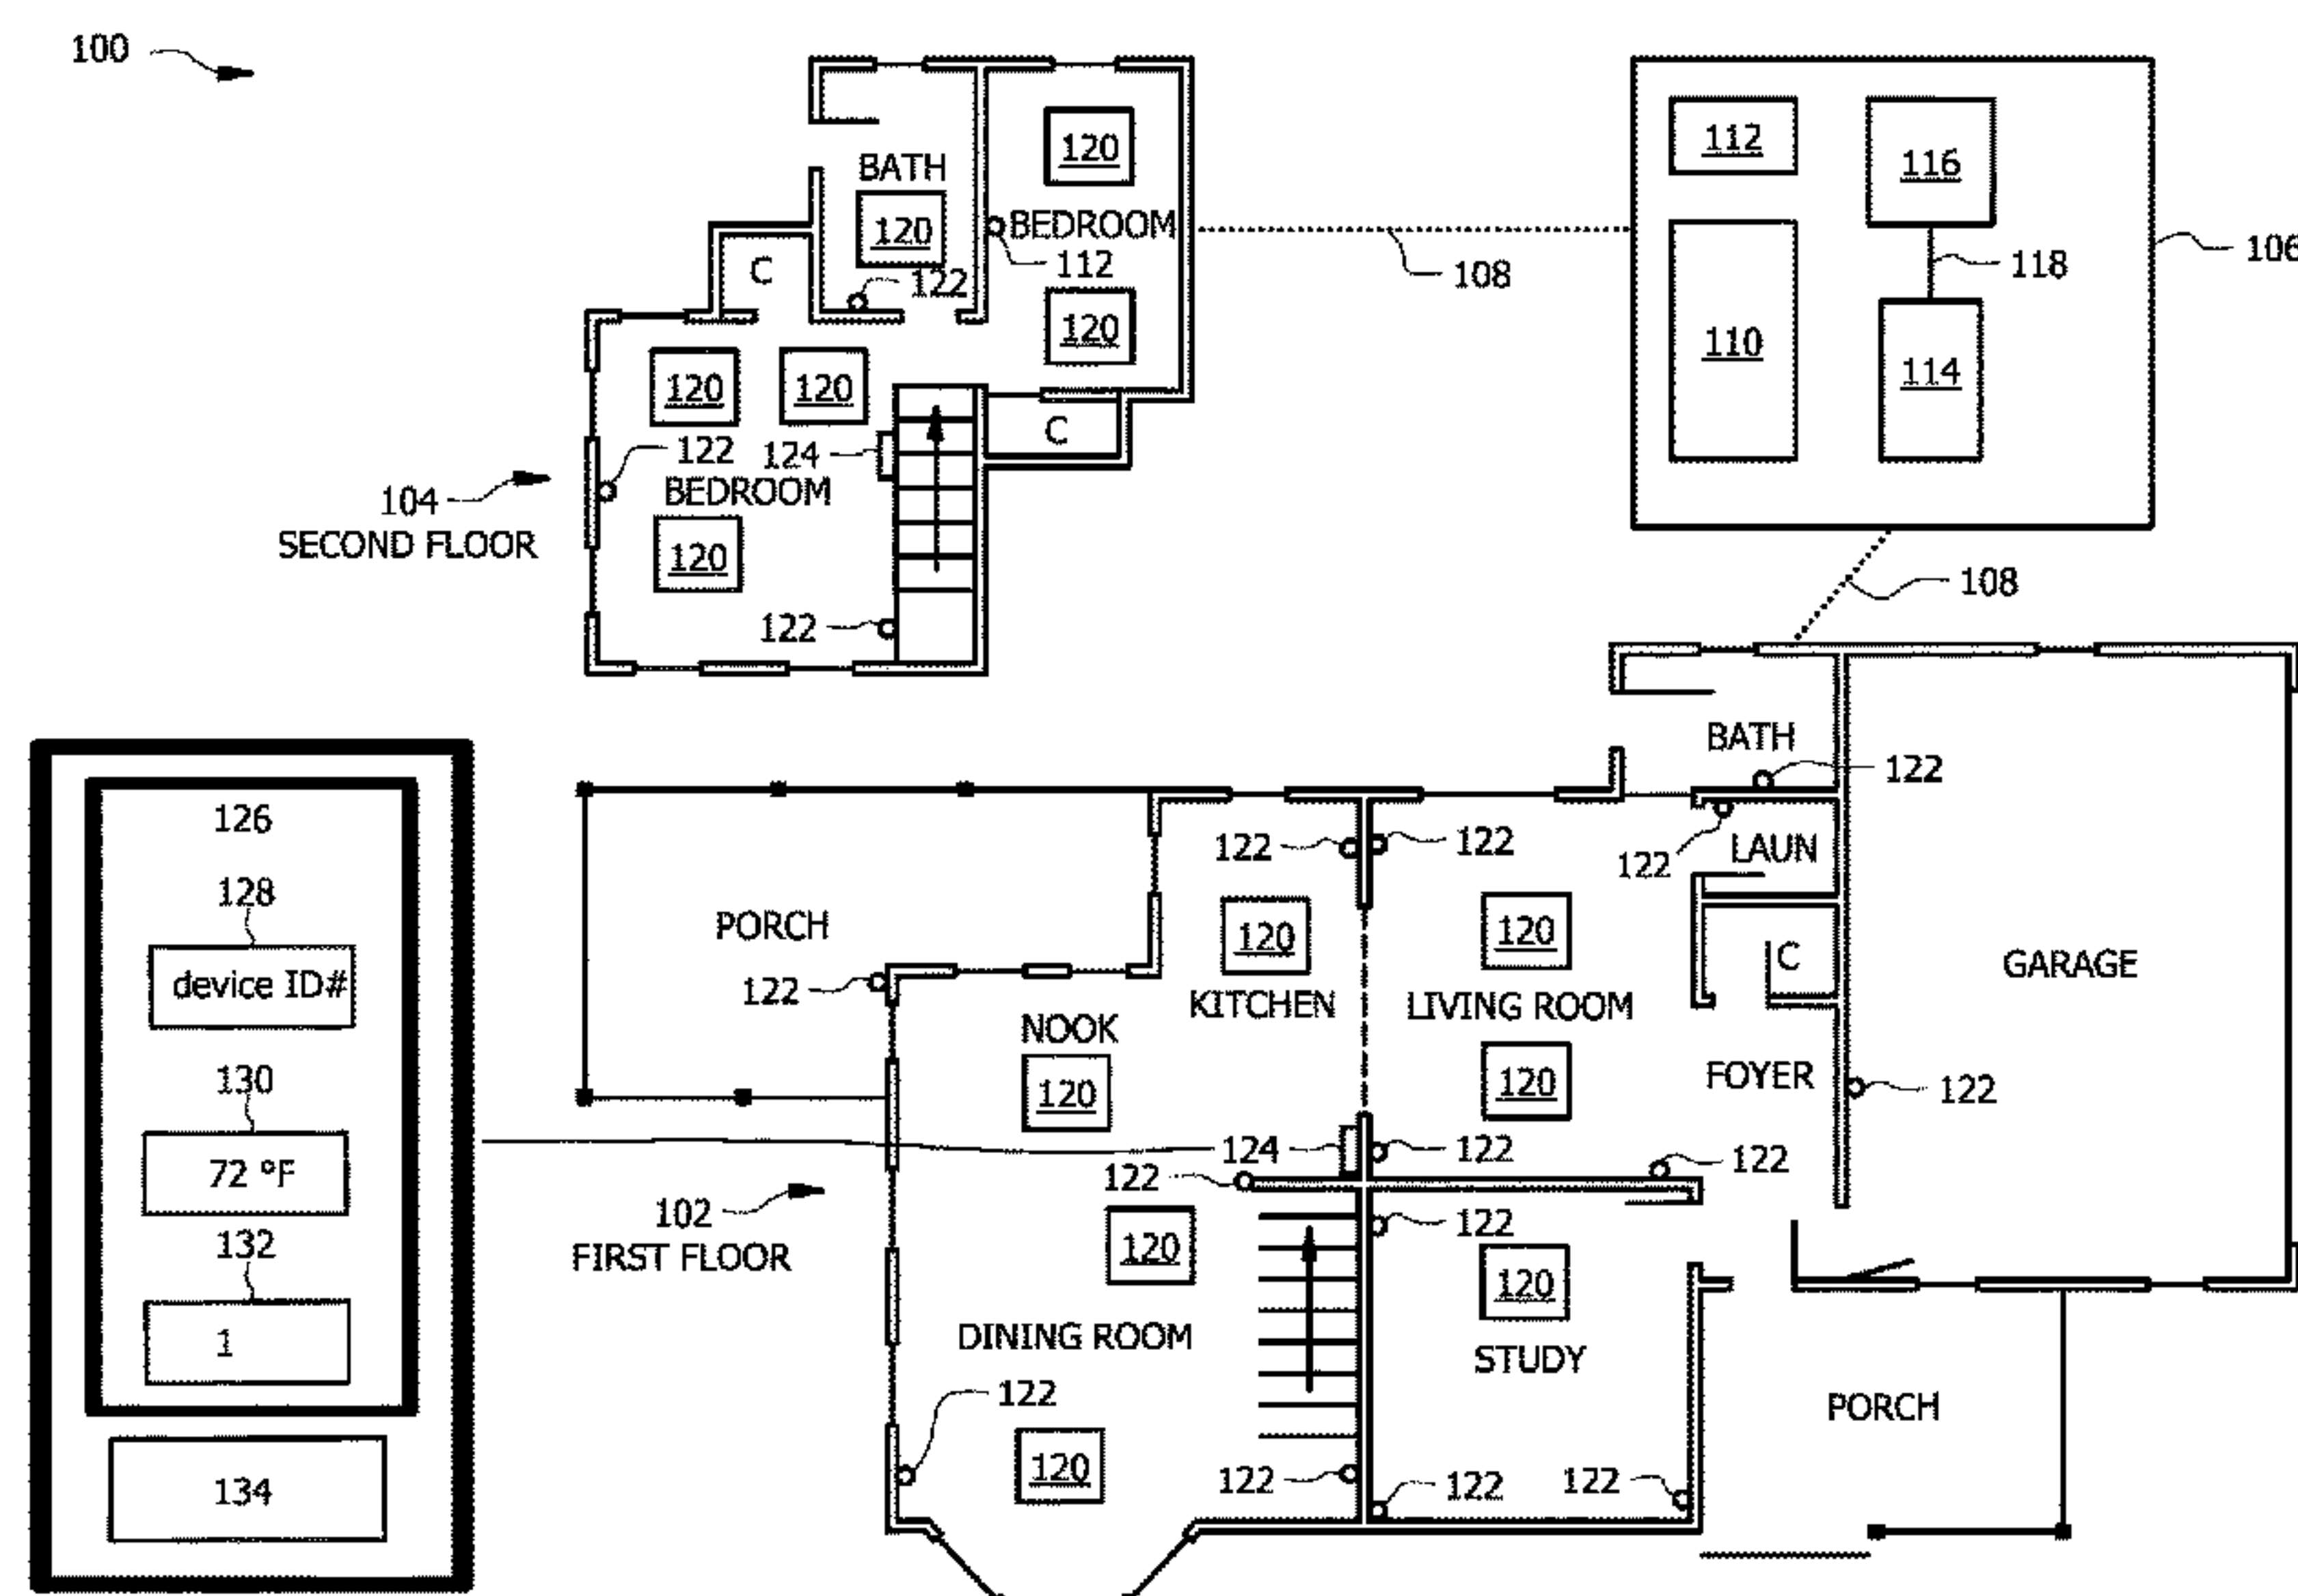 100
BATH
120
120
BEDROOM
112
C
122
120
120
120
122
124
BEDROOM
C
104
SECOND FLOOR
120
122
108
112
116
106
118
110
114
108
126
128
device ID#
130
72 °F
132
1
134
BATH
122
122
122
122
LAUN
PORCH
120
120
C
GARAGE
122
KITCHEN
LIVING ROOM
NOOK
120
120
FOYER
122
124
122
122
122
102
FIRST FLOOR
122
120
120
DINING ROOM
STUDY
122
PORCH
120
122
122
122